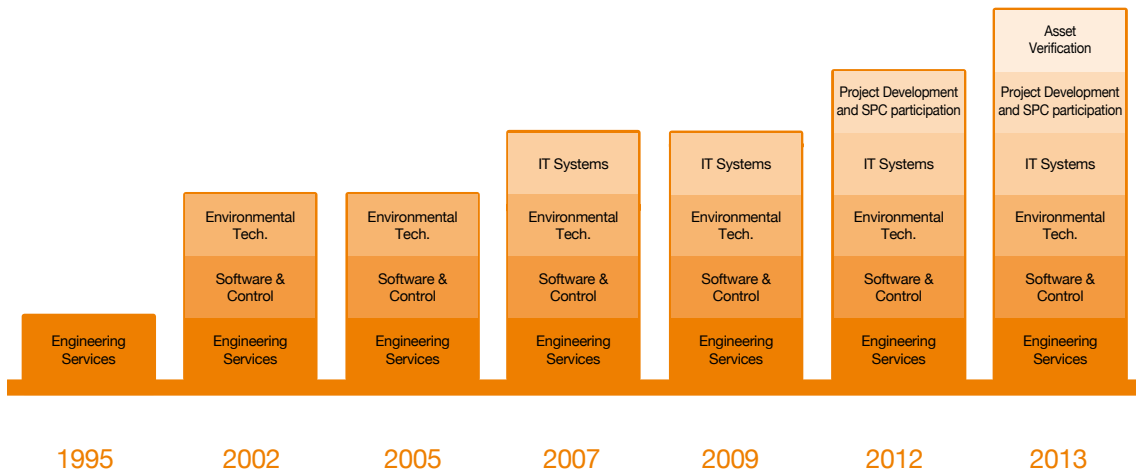 Engineering
Services
Environmental
Tech.
Software &
Control
Engineering
Services
Environmental
Tech.
Software &
Control
Engineering
Services
IT Systems
Environmental
Tech.
Software &
Control
Engineering
Services
IT Systems
Environmental
Tech.
Software &
Control
Engineering
Services
Project Development
and SPC participation
IT Systems
Environmental
Tech.
Software &
Control
Engineering
Services
Asset
Verification
Project Development
and SPC participation
IT Systems
Environmental
Tech.
Software &
Control
Engineering
Services
1995
2002
2005
2007
2009
2012
2013